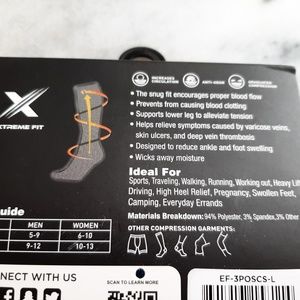 INCREASES CIRCULATION
ANTI-ODOR
GRADUATED COMPRESSION
• The snug fit encourages proper blood flow
• Prevents from causing blood clotting
• Supports lower leg to alleviate tension
• Helps relieve symptoms caused by varicose veins,
skin ulcers, and deep vein thrombosis
• Designed to reduce ankle and foot swelling
• Wicks away moisture
X
XTREME FIT
Ideal For
Sports, Traveling, Walking, Running, Working out, Heavy Lift
Driving, High Heel Relief, Pregnancy, Swollen Feet,
Camping, Everyday Errands
Materials Breakdown: 94% Polyester, 3% Spandex, 3% Other
OTHER COMPRESSION GARMENTS:
uide
MEN WOMEN
5-9 6-10
9-12 10-13
NECT WITH US
SCAN TO LEARN MORE
EF-3POSCS-L